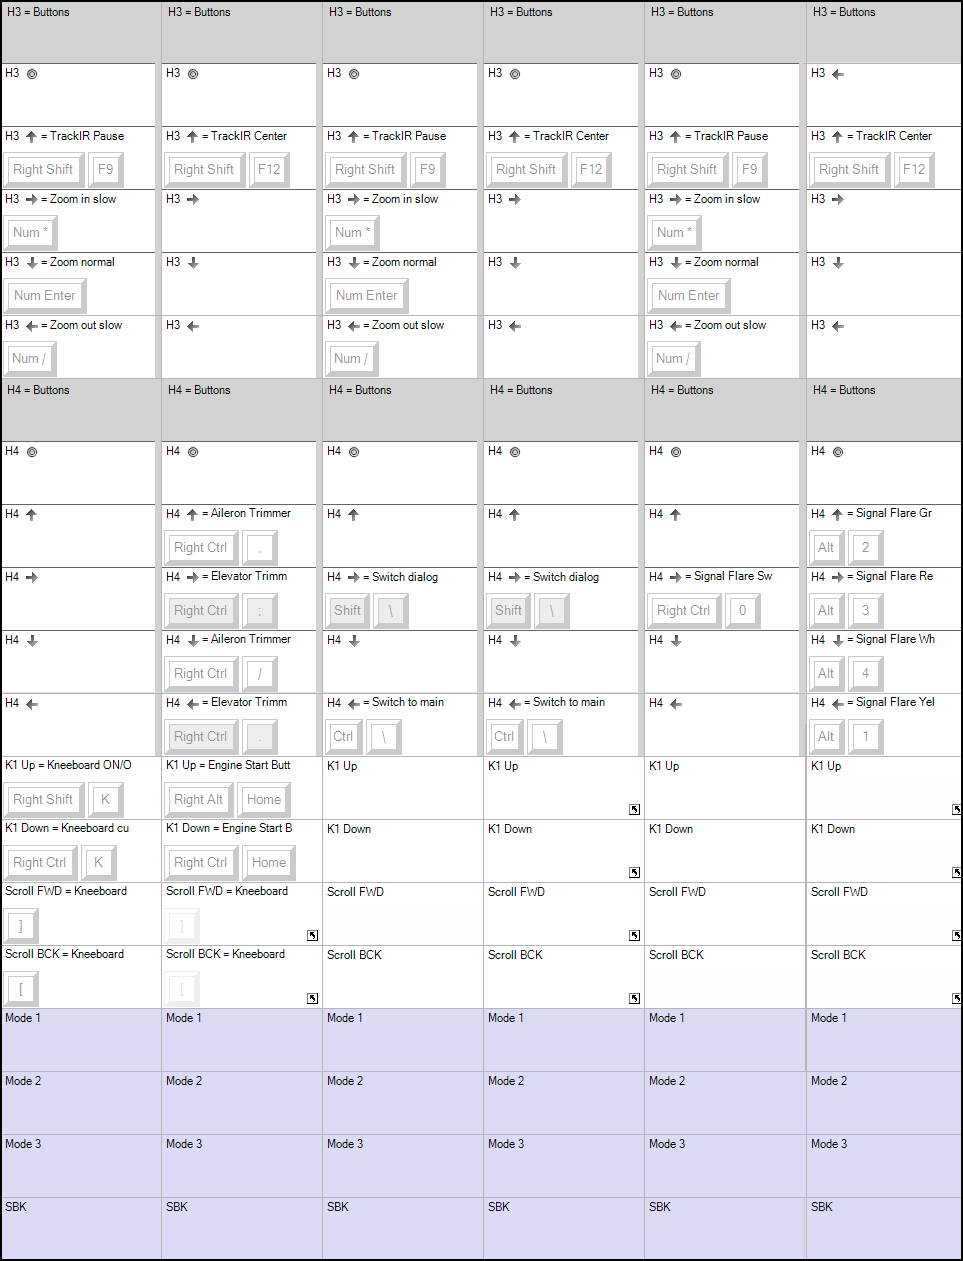 H3 = Buttons H3 = Buttons H3 = Buttons H3 = Buttons H3 = Buttons H3 = Buttons
H3 H3 H3 H3 H3 H3 ←
H3 ↑ = TrackIR Pause H3 ↑ = TrackIR Center H3 ↑ = TrackIR Pause H3 ↑ = TrackIR Center H3 ↑ = TrackIR Pause H3 ↑ = TrackIR Center
Right Shift F9 Right Shift F12 Right Shift F9 Right Shift F12 Right Shift F9 Right Shift F12
H3 → = Zoom in slow H3 → H3 → = Zoom in slow H3 → H3 → = Zoom in slow H3 →
Num * Num * Num *
H3 ↓ = Zoom normal H3 ↓ H3 ↓ = Zoom normal H3 ↓ H3 ↓ = Zoom normal H3 ↓
Num Enter Num Enter Num Enter
H3 ← = Zoom out slow H3 ← H3 ← = Zoom out slow H3 ← H3 ← = Zoom out slow H3 ←
Num / Num / Num /
H4 = Buttons H4 = Buttons H4 = Buttons H4 = Buttons H4 = Buttons H4 = Buttons
H4 H4 H4 H4 H4 H4
H4 ↑ H4 ↑ = Aileron Trimmer H4 ↑ H4 ↑ H4 ↑ H4 ↑ = Signal Flare Gr
Right Ctrl , Alt 2
H4 → H4 → = Elevator Trimm H4 → = Switch dialog H4 → = Switch dialog H4 → = Signal Flare Sw H4 → = Signal Flare Re
Right Ctrl ; Shift \ Shift \ Right Ctrl 0 Alt 3
H4 ↓ H4 ↓ = Aileron Trimmer H4 ↓ H4 ↓ H4 ↓ H4 ↓ = Signal Flare Wh
Right Ctrl / Alt 4
H4 ← H4 ← = Elevator Trimm H4 ← = Switch to main H4 ← = Switch to main H4 ← H4 ← = Signal Flare Yel
Right Ctrl . Ctrl \ Ctrl \ Alt 1
K1 Up = Kneeboard ON/O K1 Up = Engine Start Butt K1 Up K1 Up K1 Up K1 Up
Right Shift K Right Alt Home
K1 Down = Kneeboard cu K1 Down = Engine Start B K1 Down K1 Down K1 Down K1 Down
Right Ctrl K Right Ctrl Home
Scroll FWD = Kneeboard Scroll FWD = Kneeboard Scroll FWD Scroll FWD Scroll FWD Scroll FWD
] ]
Scroll BCK = Kneeboard Scroll BCK = Kneeboard Scroll BCK Scroll BCK Scroll BCK Scroll BCK
[ [
Mode 1 Mode 1 Mode 1 Mode 1 Mode 1 Mode 1
Mode 2 Mode 2 Mode 2 Mode 2 Mode 2 Mode 2
Mode 3 Mode 3 Mode 3 Mode 3 Mode 3 Mode 3
SBK SBK SBK SBK SBK SBK